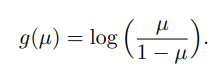 g(μ) = log ( μ / 1 − μ ).